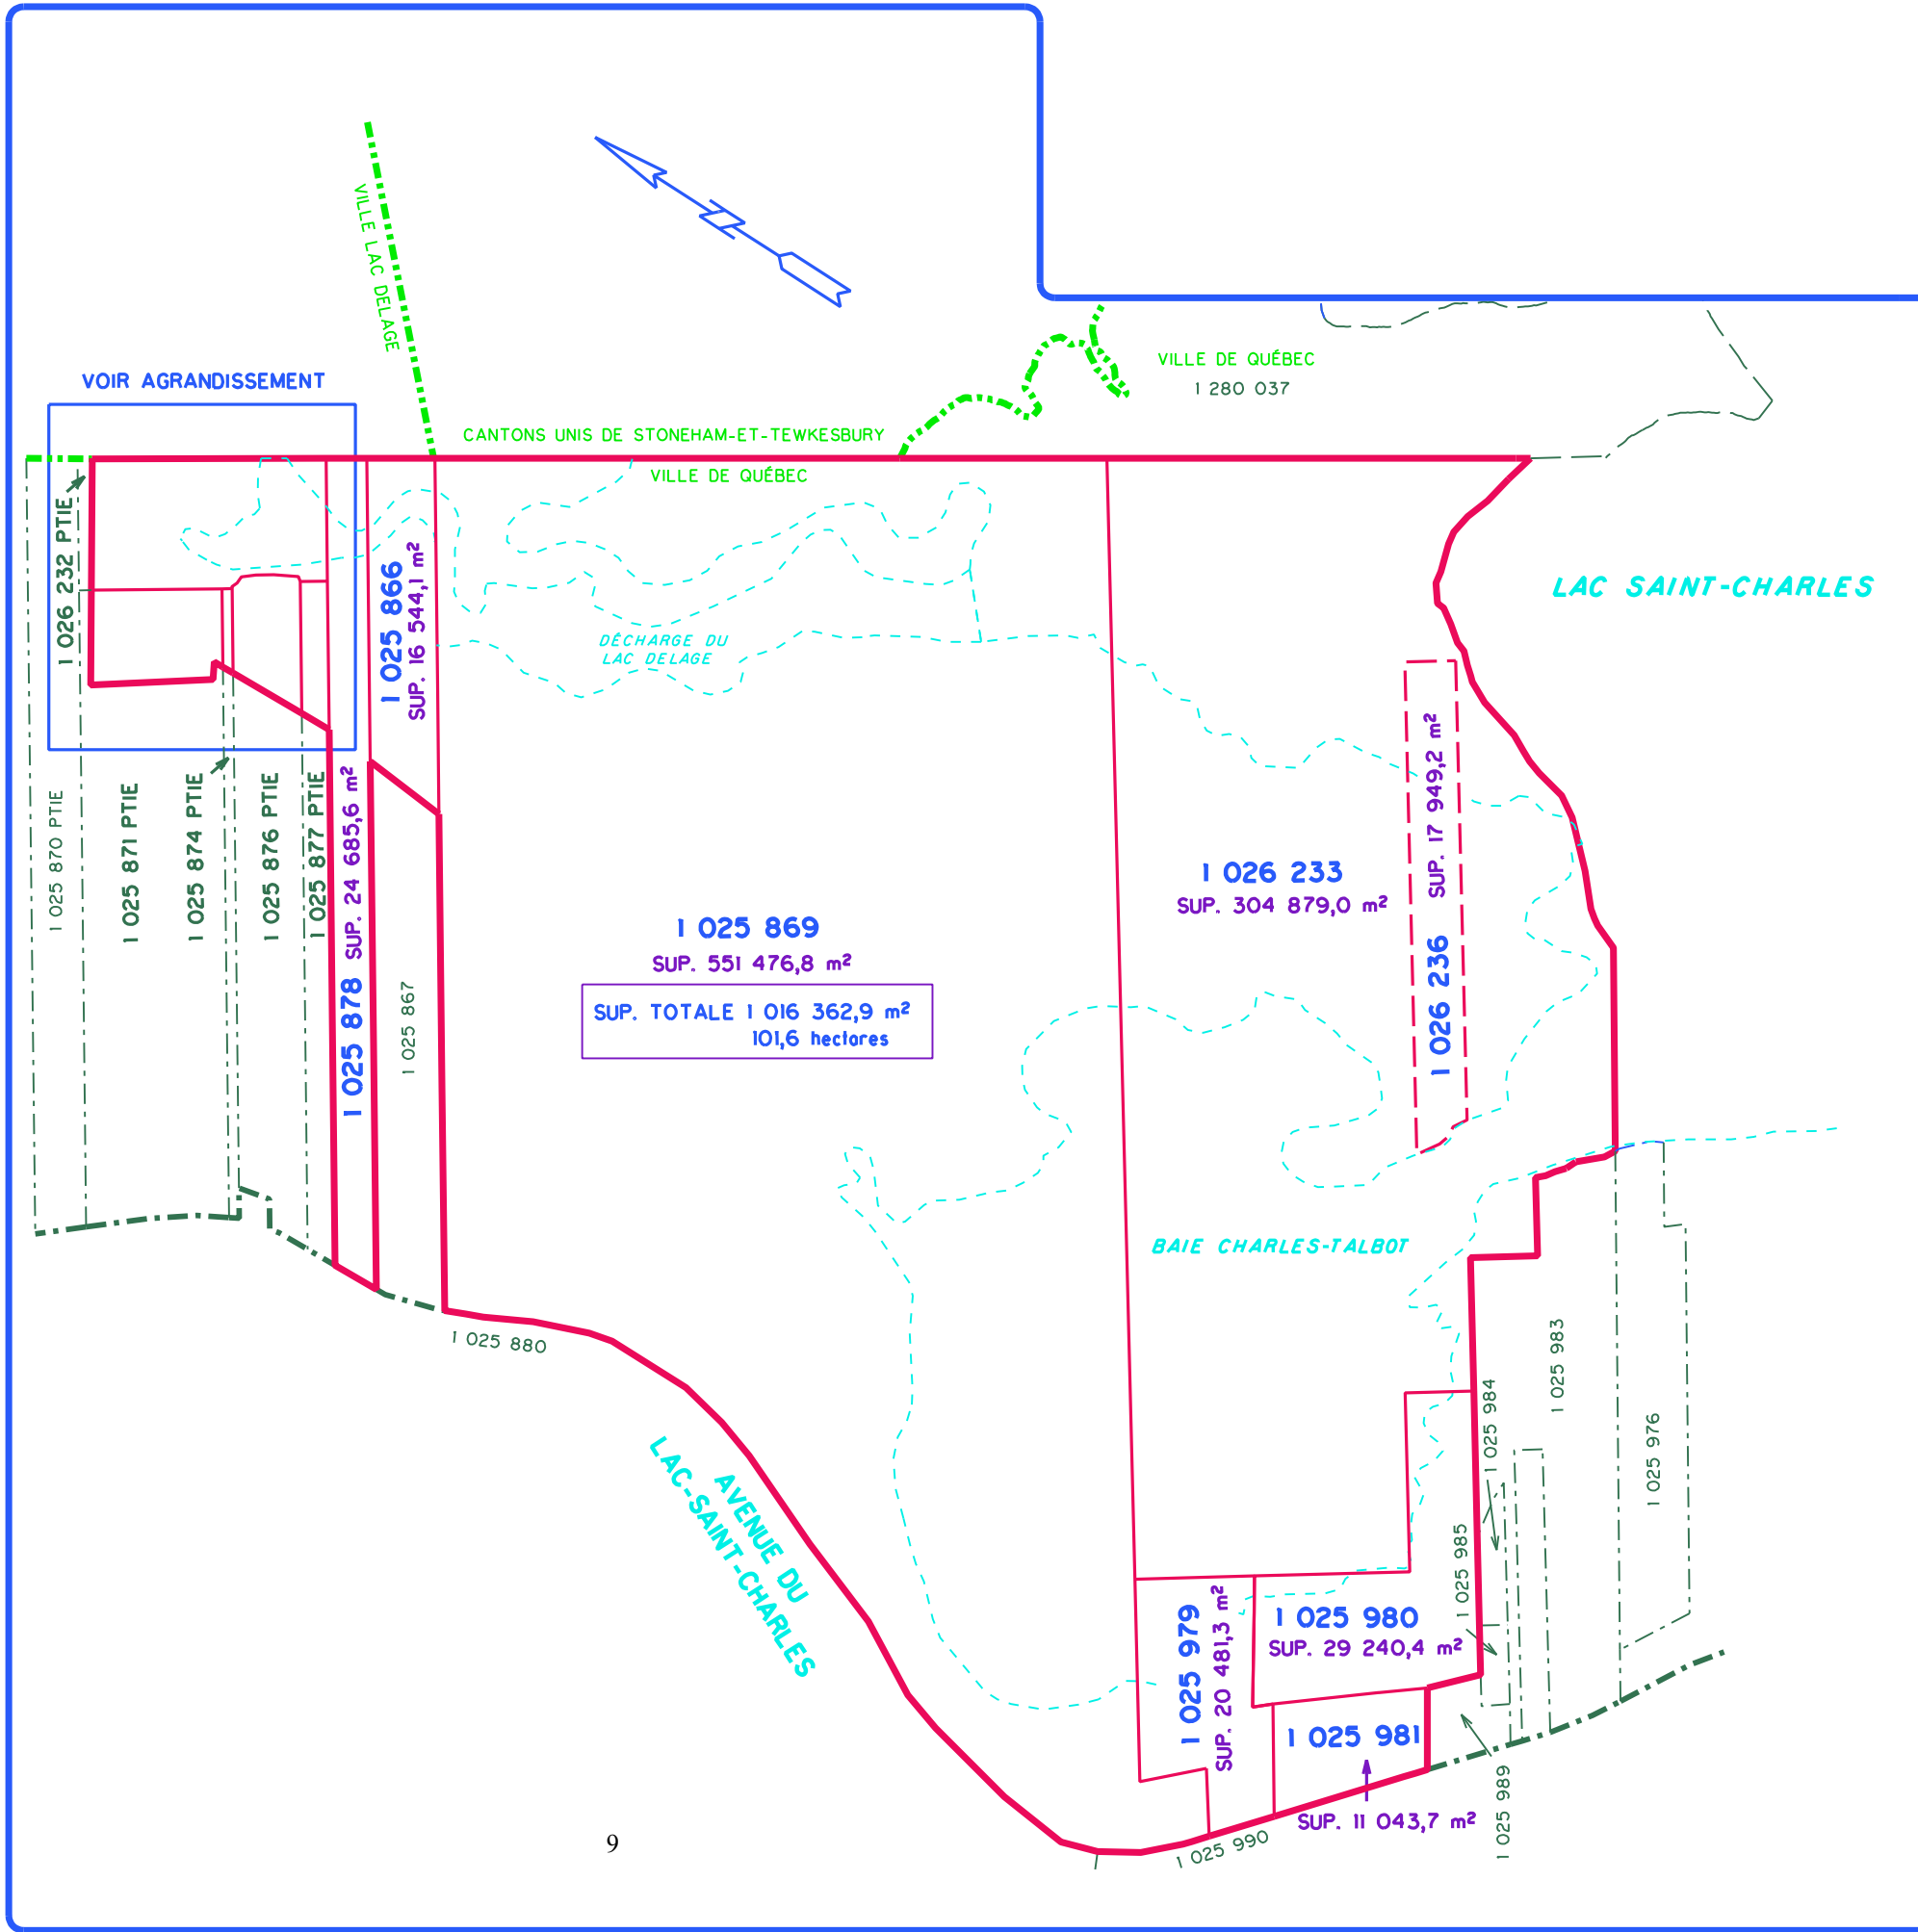 VILLE LAC DELAGE
VILLE DE QUÉBEC
1 280 037
VOIR AGRANDISSEMENT
CANTONS UNIS DE STONEHAM-ET-TEWKESBURY
VILLE DE QUÉBEC
LAC SAINT-CHARLES
1 026 232 PTIE
1 025 866
SUP. 16 544,1 m²
DÉCHARGE DU
LAC DELAGE
1 025 870 PTIE
1 025 871 PTIE
1 025 874 PTIE
1 025 876 PTIE
1 025 877 PTIE
1 025 878 SUP. 24 685,6 m²
1 025 867
1 025 869
SUP. 551 476,8 m²
SUP. TOTALE 1 016 362,9 m²
101,6 hectares
1 026 233
SUP. 304 879,0 m²
1 026 236 SUP. 17 949,2 m²
BAIE CHARLES-TALBOT
1 025 880
1 025 983
1 025 984
1 025 976
1 025 985
AVENUE DU
LAC-SAINT-CHARLES
1 025 979
SUP. 20 481,3 m²
1 025 980
SUP. 29 240,4 m²
1 025 981
SUP. 11 043,7 m²
1 025 989
1 025 990
9